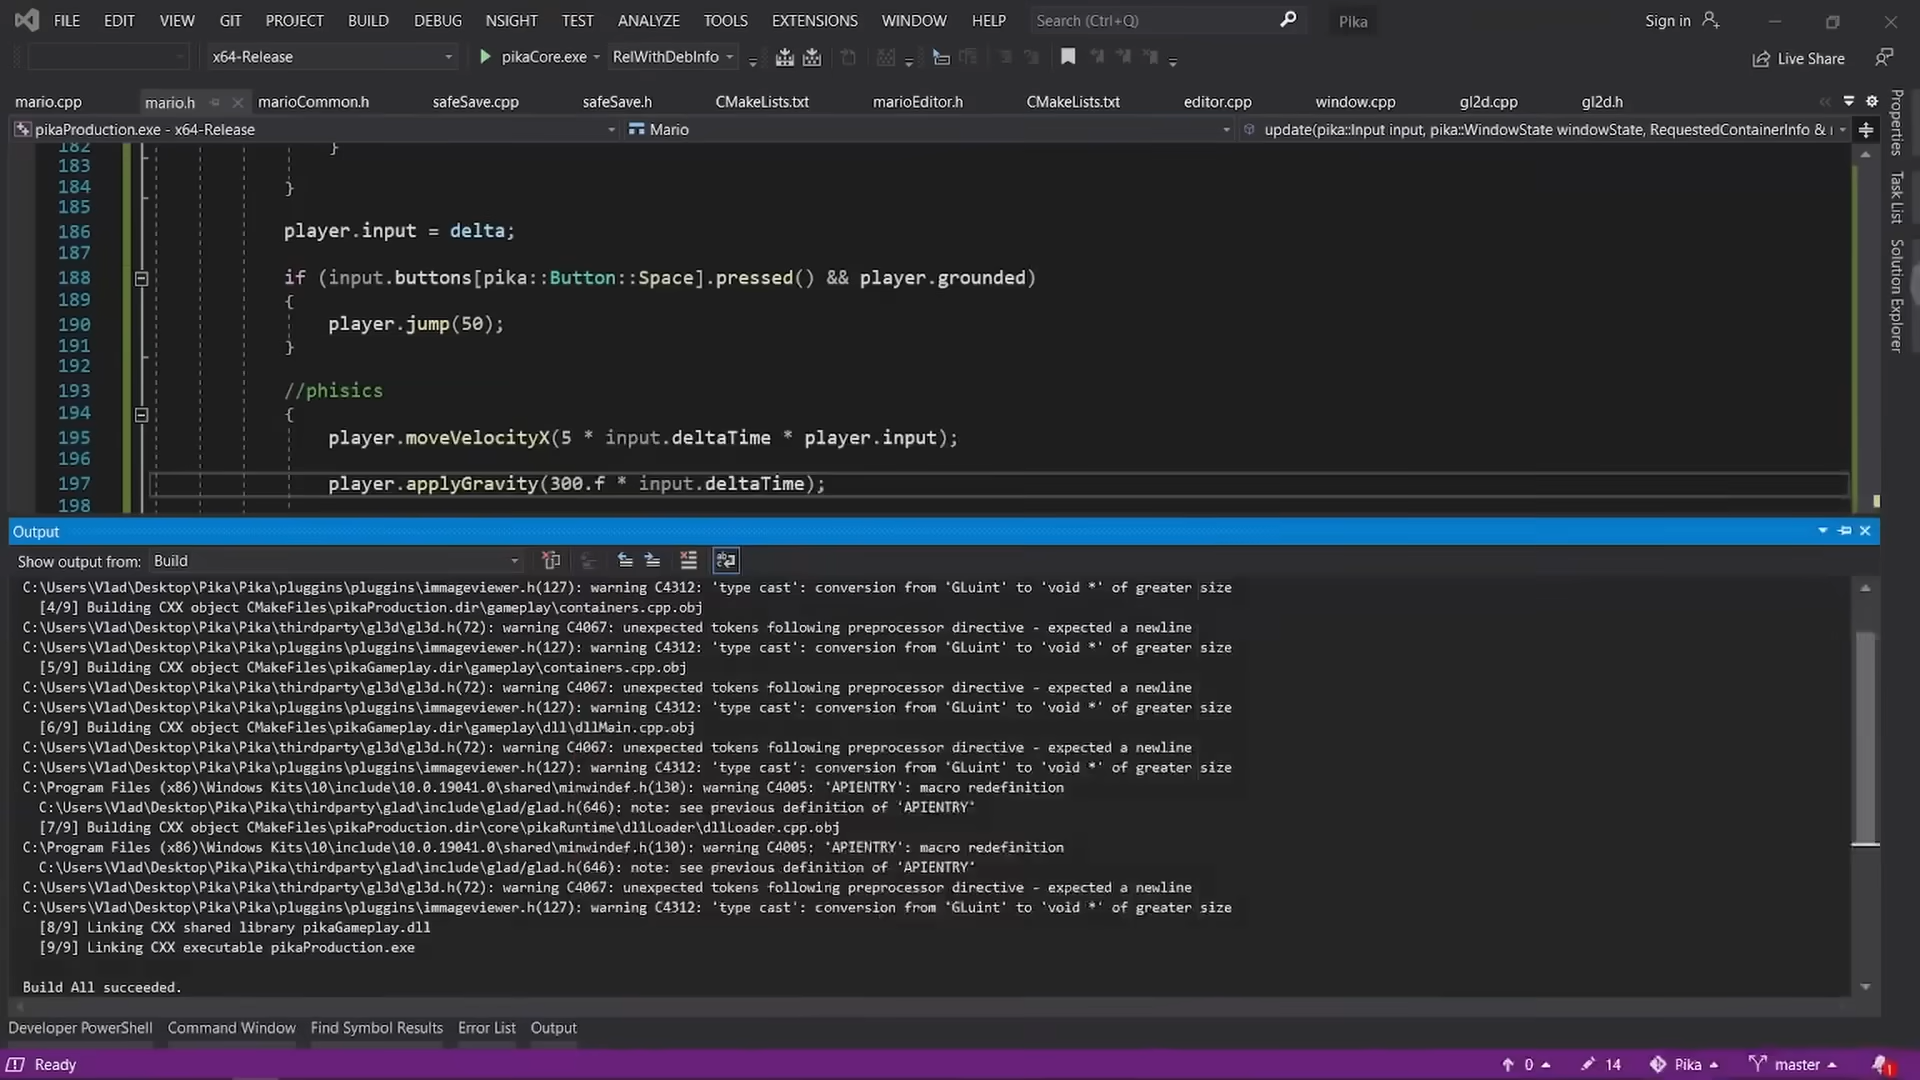 FILE EDIT VIEW GIT PROJECT BUILD DEBUG NSIGHT TEST ANALYZE TOOLS EXTENSIONS WINDOW HELP Search (Ctrl+Q) Pika Sign in
x64-Release pikaCore.exe RelWithDebInfo Live Share
mario.cpp mario.h marioCommon.h safeSave.cpp safeSave.h CMakeLists.txt marioEditor.h CMakeLists.txt editor.cpp window.cpp gl2d.cpp gl2d.h
pikaProduction.exe - x64-Release Mario update(pika::Input input, pika::WindowState windowState, RequestedContainerInfo &
182 }
183
184 }
185
186 player.input = delta;
187
188 if (input.buttons[pika::Button::Space].pressed() && player.grounded)
189 {
190 player.jump(50);
191 }
192
193 //phisics
194 {
195 player.moveVelocityX(5 * input.deltaTime * player.input);
196
197 player.applyGravity(300.f * input.deltaTime);
198
Properties
Task List
Solution Explorer
Output
Show output from: Build
C:\Users\Vlad\Desktop\Pika\Pika\pluggins\pluggins\immageviewer.h(127): warning C4312: 'type cast': conversion from 'GLuint' to 'void *' of greater size
[4/9] Building CXX object CMakeFiles\pikaProduction.dir\gameplay\containers.cpp.obj
C:\Users\Vlad\Desktop\Pika\Pika\thirdparty\gl3d\gl3d.h(72): warning C4067: unexpected tokens following preprocessor directive - expected a newline
C:\Users\Vlad\Desktop\Pika\Pika\pluggins\pluggins\immageviewer.h(127): warning C4312: 'type cast': conversion from 'GLuint' to 'void *' of greater size
[5/9] Building CXX object CMakeFiles\pikaGameplay.dir\gameplay\containers.cpp.obj
C:\Users\Vlad\Desktop\Pika\Pika\thirdparty\gl3d\gl3d.h(72): warning C4067: unexpected tokens following preprocessor directive - expected a newline
C:\Users\Vlad\Desktop\Pika\Pika\pluggins\pluggins\immageviewer.h(127): warning C4312: 'type cast': conversion from 'GLuint' to 'void *' of greater size
[6/9] Building CXX object CMakeFiles\pikaGameplay.dir\gameplay\dll\dllMain.cpp.obj
C:\Users\Vlad\Desktop\Pika\Pika\thirdparty\gl3d\gl3d.h(72): warning C4067: unexpected tokens following preprocessor directive - expected a newline
C:\Users\Vlad\Desktop\Pika\Pika\pluggins\pluggins\immageviewer.h(127): warning C4312: 'type cast': conversion from 'GLuint' to 'void *' of greater size
C:\Program Files (x86)\Windows Kits\10\include\10.0.19041.0\shared\minwindef.h(130): warning C4005: 'APIENTRY': macro redefinition
C:\Users\Vlad\Desktop\Pika\Pika\thirdparty\glad\include\glad/glad.h(646): note: see previous definition of 'APIENTRY'
[7/9] Building CXX object CMakeFiles\pikaProduction.dir\core\pikaRuntime\dllLoader\dllLoader.cpp.obj
C:\Program Files (x86)\Windows Kits\10\include\10.0.19041.0\shared\minwindef.h(130): warning C4005: 'APIENTRY': macro redefinition
C:\Users\Vlad\Desktop\Pika\Pika\thirdparty\glad\include\glad/glad.h(646): note: see previous definition of 'APIENTRY'
C:\Users\Vlad\Desktop\Pika\Pika\thirdparty\gl3d\gl3d.h(72): warning C4067: unexpected tokens following preprocessor directive - expected a newline
C:\Users\Vlad\Desktop\Pika\Pika\pluggins\pluggins\immageviewer.h(127): warning C4312: 'type cast': conversion from 'GLuint' to 'void *' of greater size
[8/9] Linking CXX shared library pikaGameplay.dll
[9/9] Linking CXX executable pikaProduction.exe
Build All succeeded.
Developer PowerShell Command Window Find Symbol Results Error List Output
Ready 0 14 Pika master 1